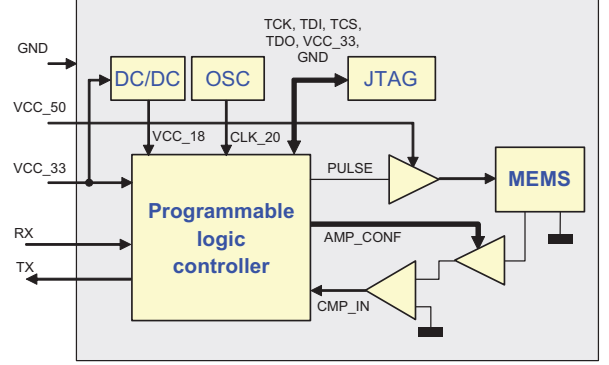 TCK, TDI, TCS,
TDO, VCC_33,
GND
GND
DC/DC
OSC
JTAG
VCC_50
VCC_18
CLK_20
VCC_33
PULSE
MEMS
Programmable
logic
controller
RX
AMP_CONF
TX
CMP_IN